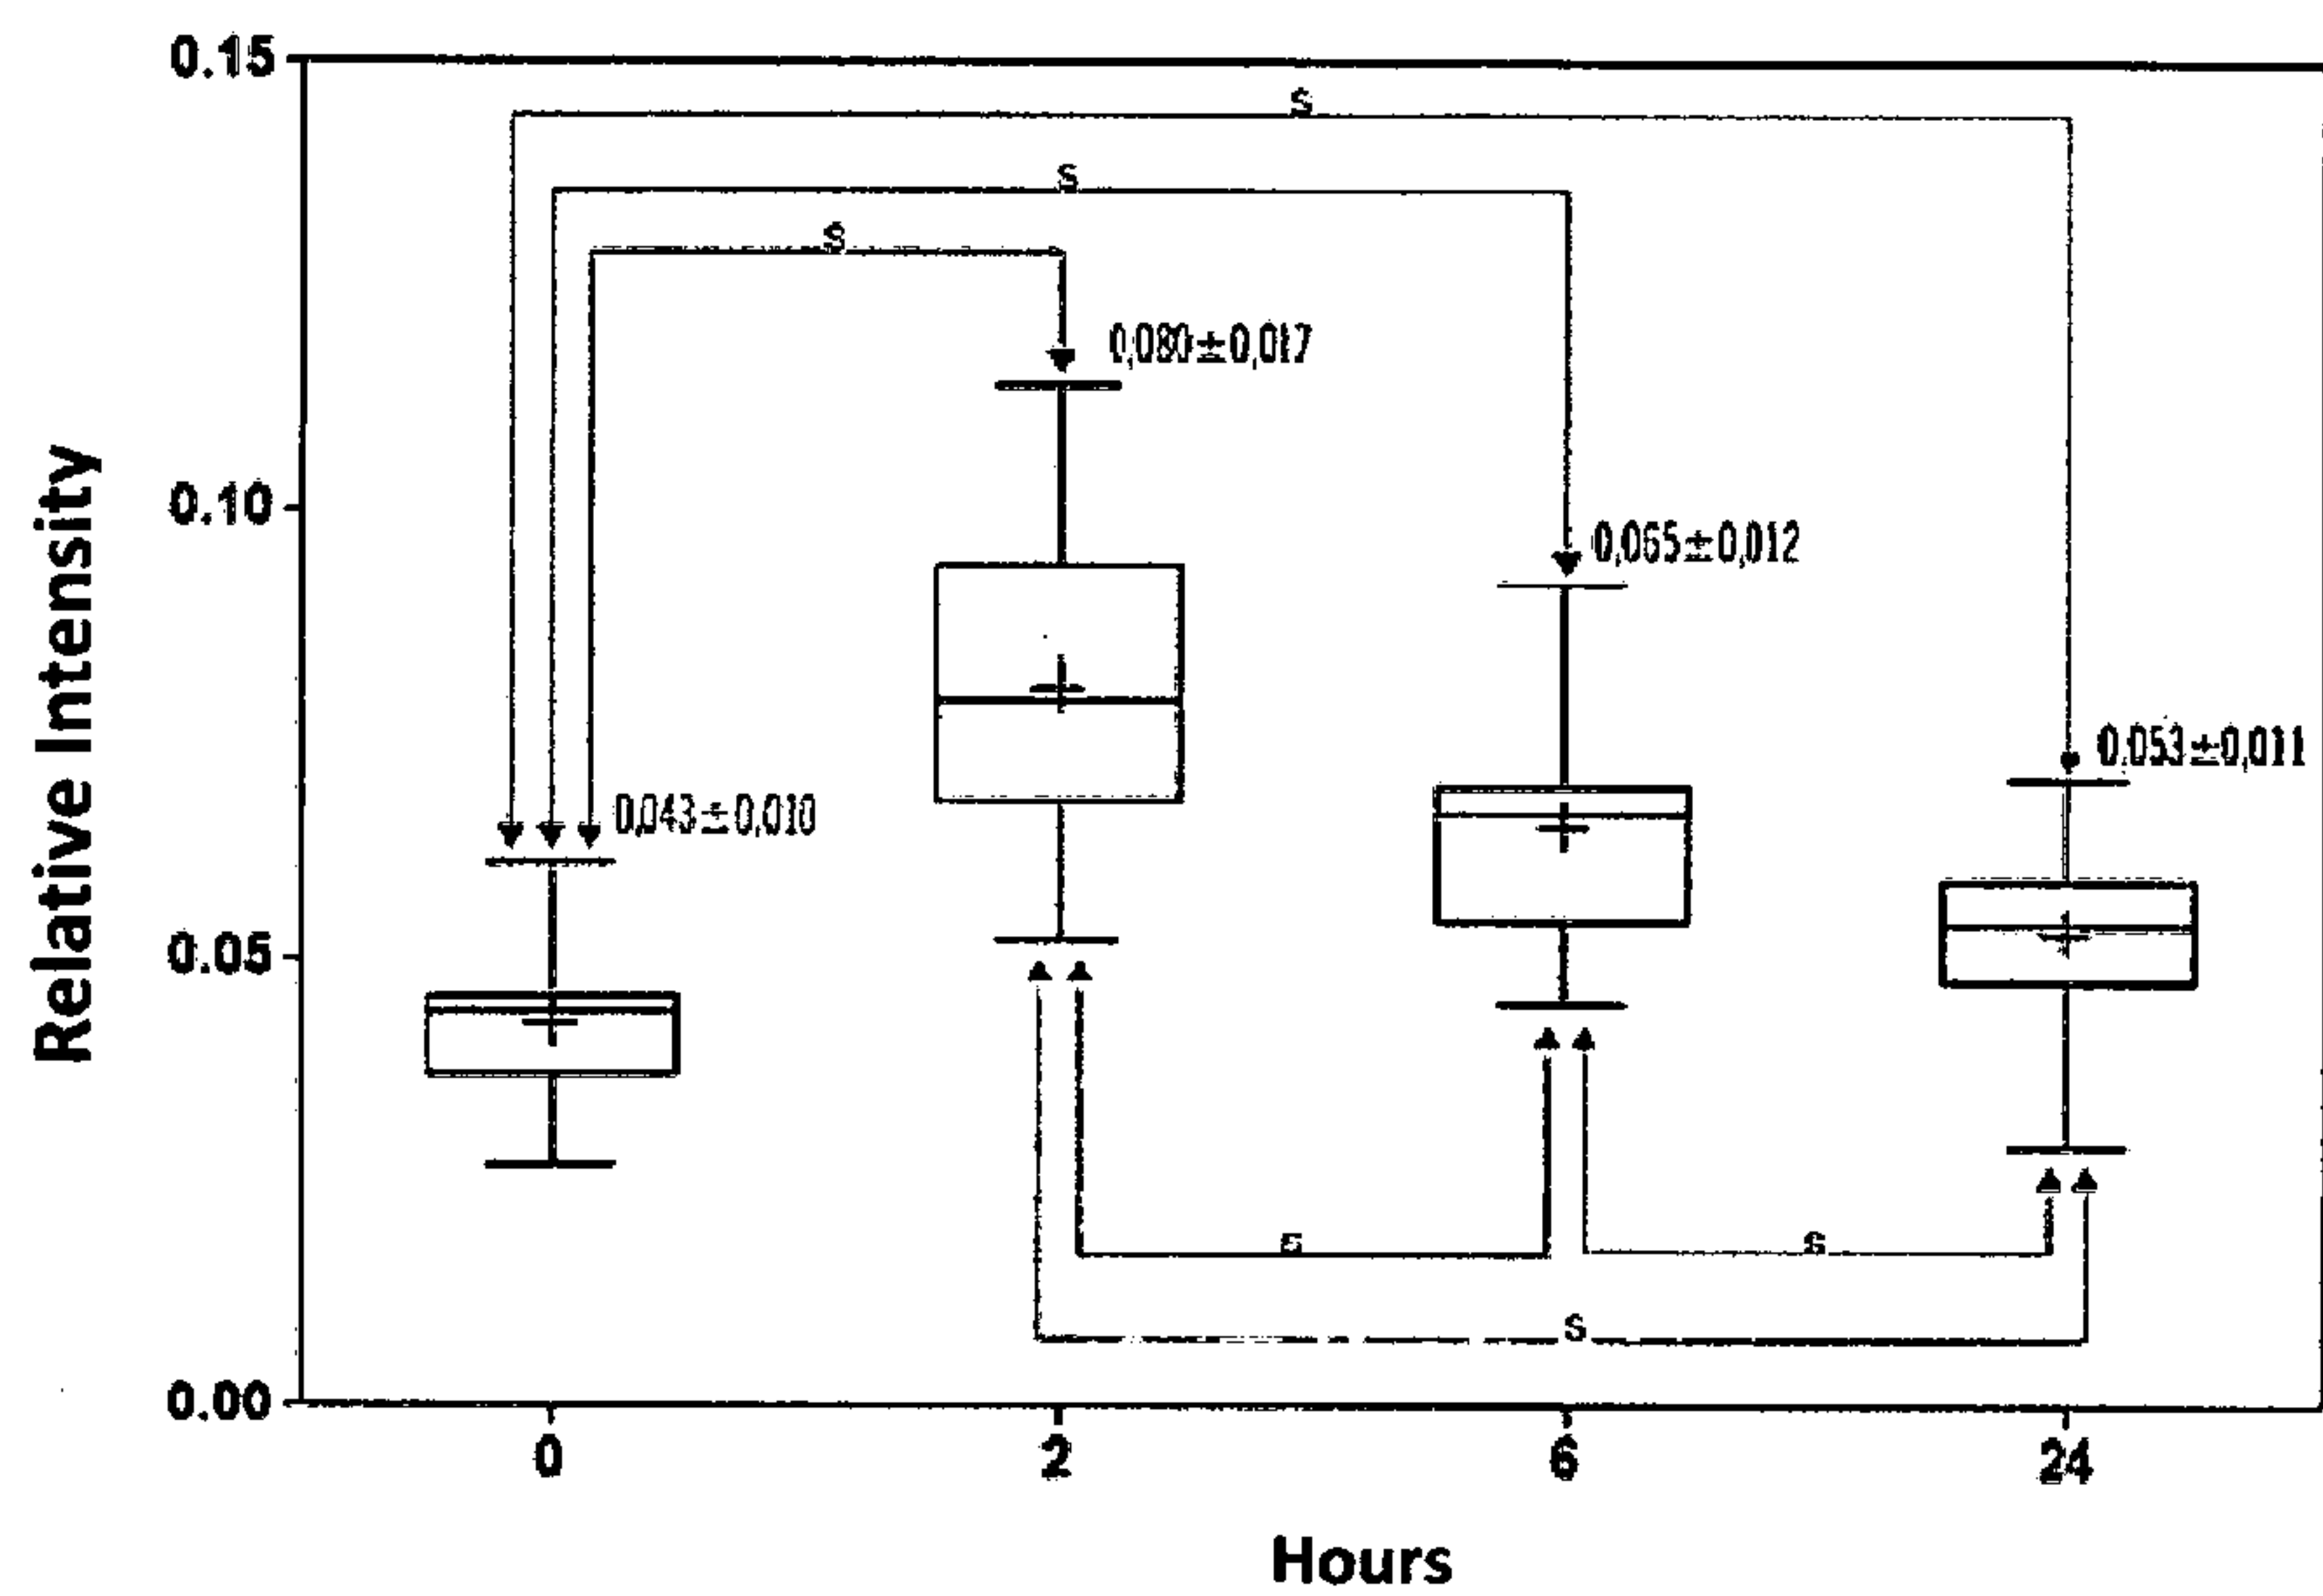 0.15
S
S
S
0,080±0,017
0.10
0,065±0,012
0,053±0,011
0,043±0,010
0.05
S
S
S
0.00
0
2
6
24
Hours
Relative Intensity